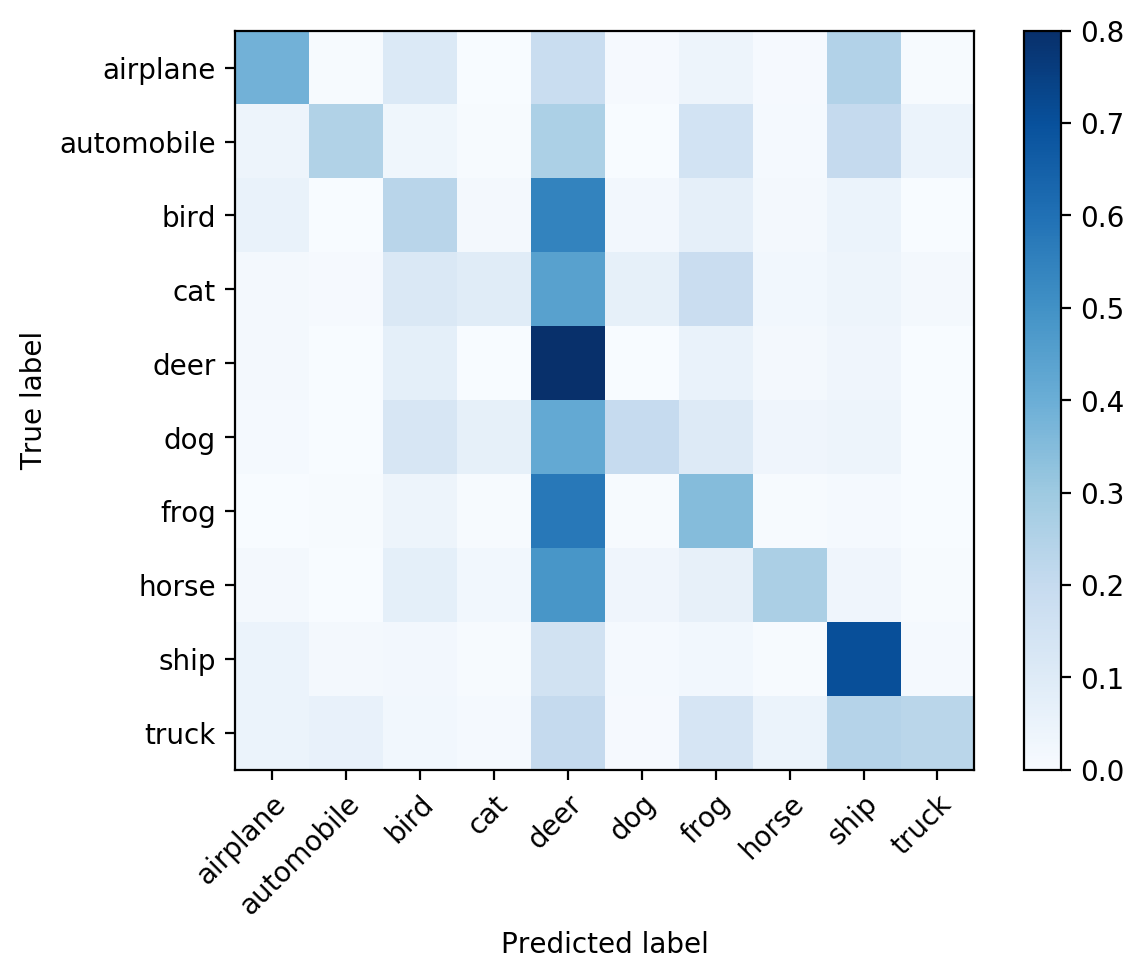 airplane
automobile
bird
cat
deer
dog
frog
horse
ship
truck
True label
airplane
automobile
bird
cat
deer
dog
frog
horse
ship
truck
Predicted label
0.8
0.7
0.6
0.5
0.4
0.3
0.2
0.1
0.0